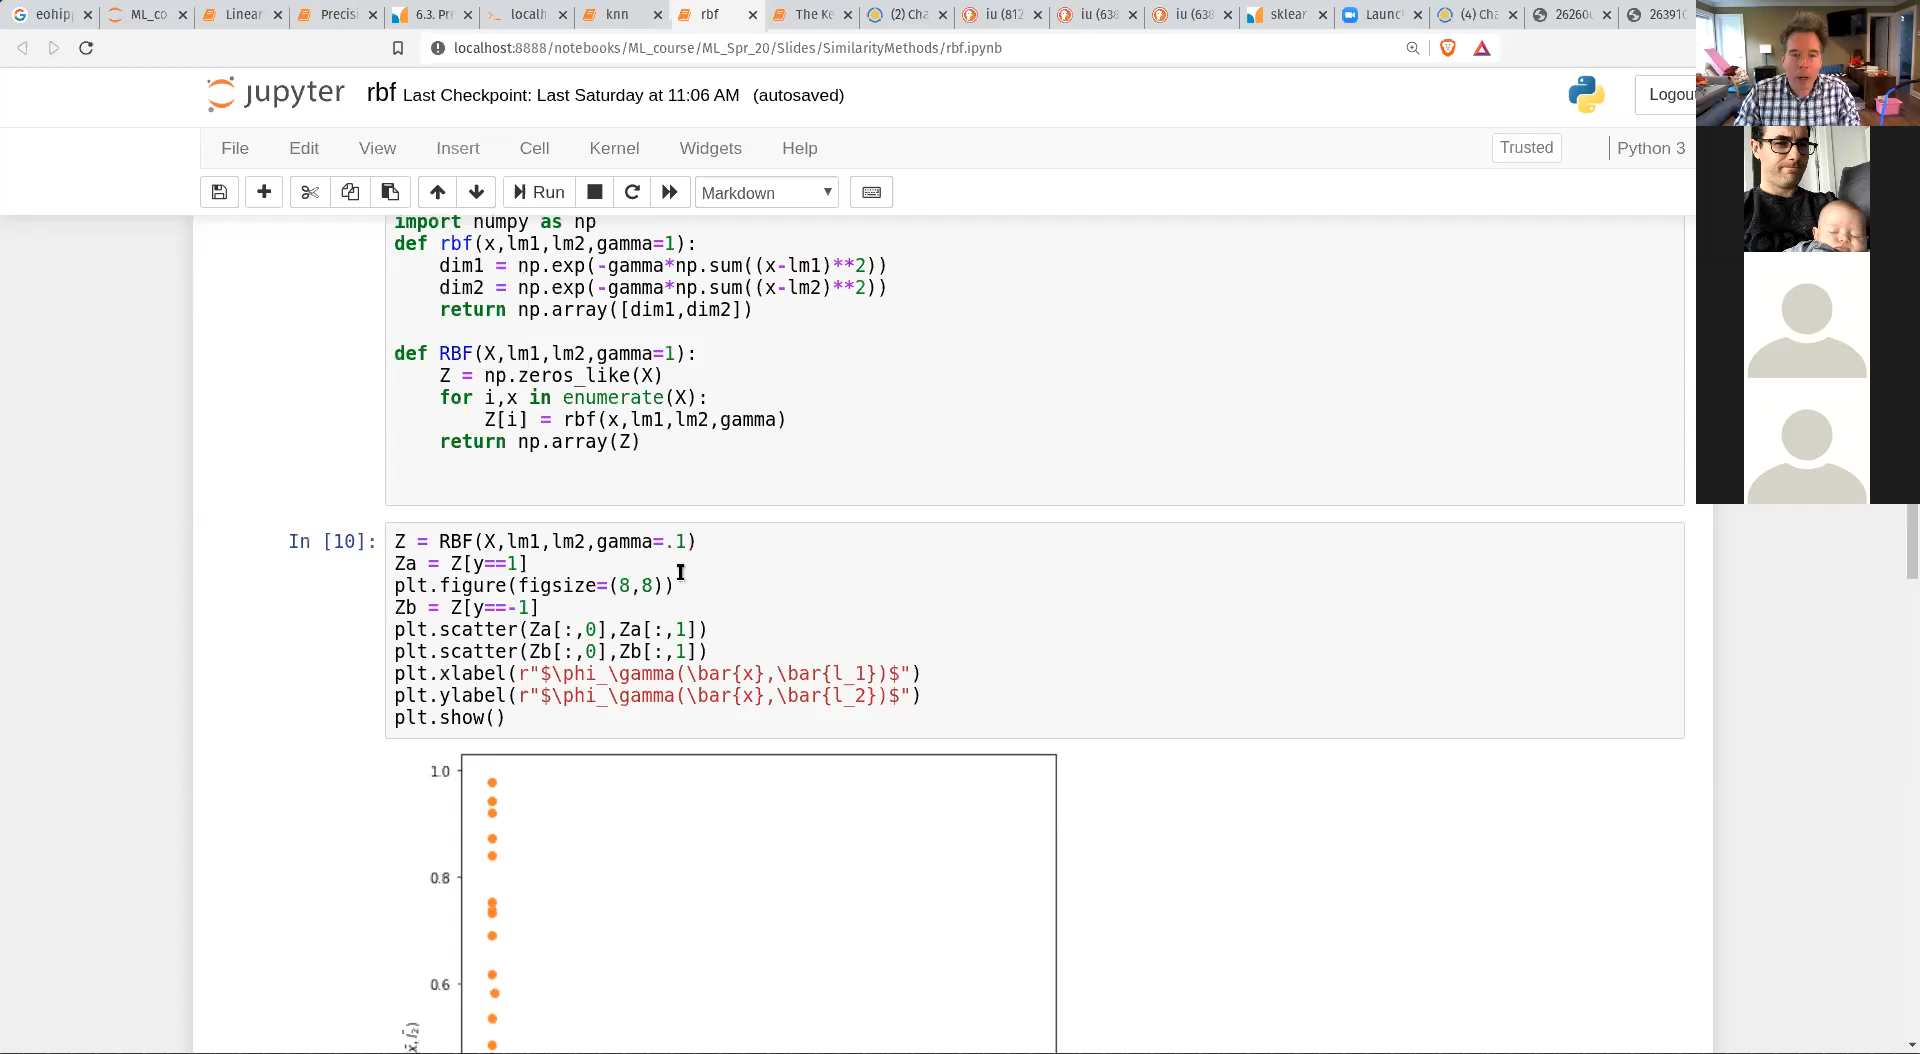 eohip
ML_co
Linear
Precisi
6.3. Pr
localh
knn
rbf
The Ke
(2) Cha
iu (812
iu (638
iu (638
sklear
Launc
(4) Cha
26260
26391
localhost:8888/notebooks/ML_course/ML_Spr_20/Slides/SimilarityMethods/rbf.ipynb
jupyter rbf Last Checkpoint: Last Saturday at 11:06 AM (autosaved)
Logou
File Edit View Insert Cell Kernel Widgets Help
Trusted
Python 3
Run
Markdown
import numpy as np
def rbf(x,lm1,lm2,gamma=1):
    dim1 = np.exp(-gamma*np.sum((x-lm1)**2))
    dim2 = np.exp(-gamma*np.sum((x-lm2)**2))
    return np.array([dim1,dim2])
def RBF(X,lm1,lm2,gamma=1):
    Z = np.zeros_like(X)
    for i,x in enumerate(X):
        Z[i] = rbf(x,lm1,lm2,gamma)
    return np.array(Z)
In [10]:
Z = RBF(X,lm1,lm2,gamma=.1)
Za = Z[y==1]
plt.figure(figsize=(8,8))
Zb = Z[y==-1]
plt.scatter(Za[:,0],Za[:,1])
plt.scatter(Zb[:,0],Zb[:,1])
plt.xlabel(r"$\phi_\gamma(\bar{x},\bar{l_1})$")
plt.ylabel(r"$\phi_\gamma(\bar{x},\bar{l_2})$")
plt.show()
1.0
0.8
0.6